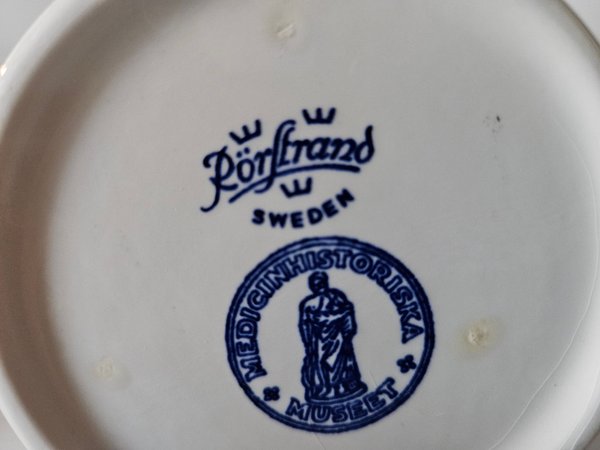 Rörstrand
SWEDEN
MEDICINHISTORISKA
MUSEET